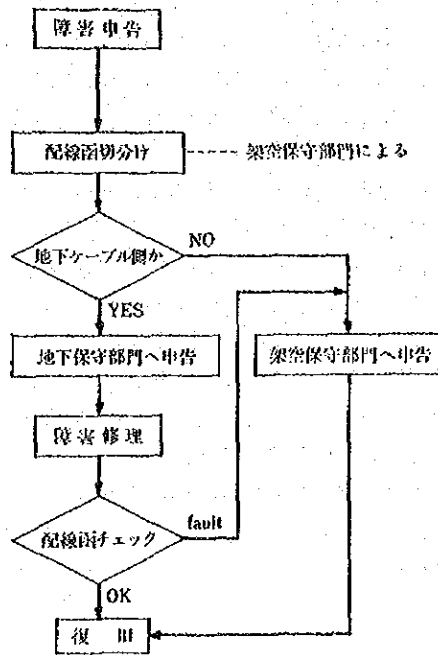 障害申告
配線函切分け
架空保守部門による
地下ケーブル側か
NO
YES
地下保守部門へ申告
架空保守部門へ申告
障害修理
配線函チェック
fault
OK
復 旧